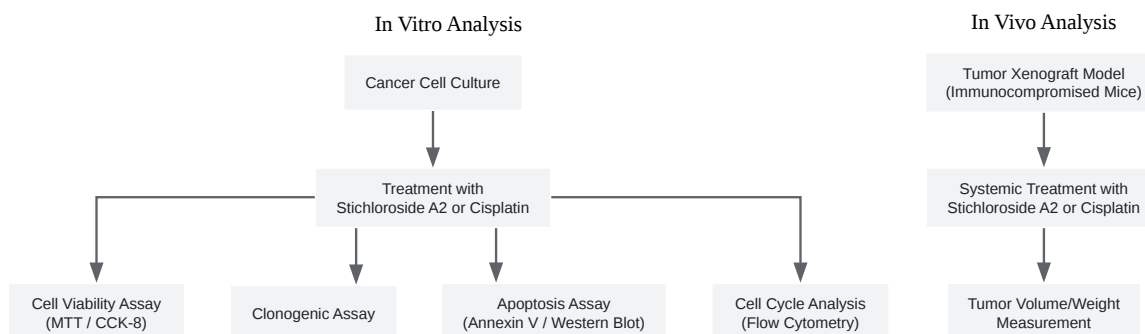 In Vitro Analysis
Cancer Cell Culture
Treatment with
Stichloroside A2 or Cisplatin
Cell Viability Assay
(MTT / CCK-8)
Clonogenic Assay
Apoptosis Assay
(Annexin V / Western Blot)
Cell Cycle Analysis
(Flow Cytometry)
In Vivo Analysis
Tumor Xenograft Model
(Immunocompromised Mice)
Systemic Treatment with
Stichloroside A2 or Cisplatin
Tumor Volume/Weight
Measurement